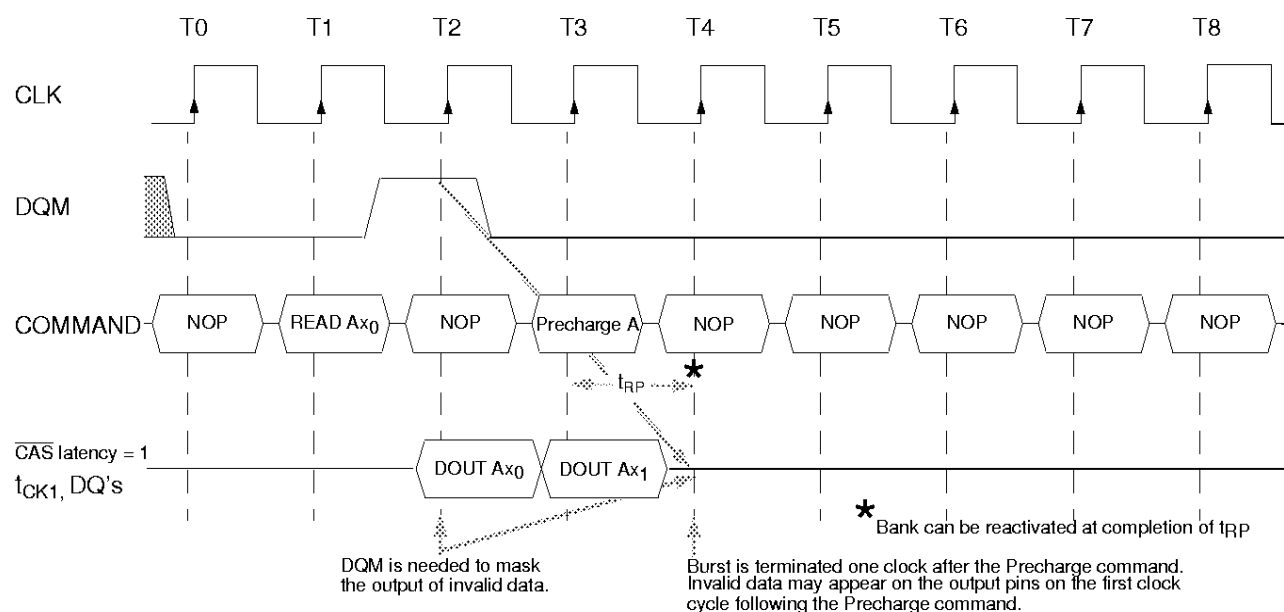 T0 T1 T2 T3 T4 T5 T6 T7 T8
CLK
DQM
COMMAND NOP READ Ax0 NOP Precharge A NOP NOP NOP NOP NOP
tRP *
CAS latency = 1
tCK1, DQ's
DOUT Ax0 DOUT Ax1
* Bank can be reactivated at completion of tRP
DQM is needed to mask
the output of invalid data.
Burst is terminated one clock after the Precharge command.
Invalid data may appear on the output pins on the first clock
cycle following the Precharge command.